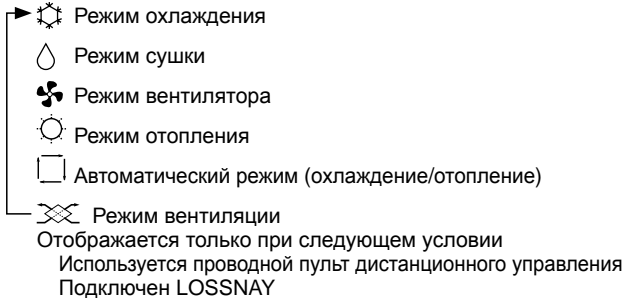 Режим охлаждения
Режим сушки
Режим вентилятора
Режим отопления
Автоматический режим (охлаждение/отопление)
Режим вентиляции
Отображается только при следующем условии
Используется проводной пульт дистанционного управления
Подключен LOSSNAY